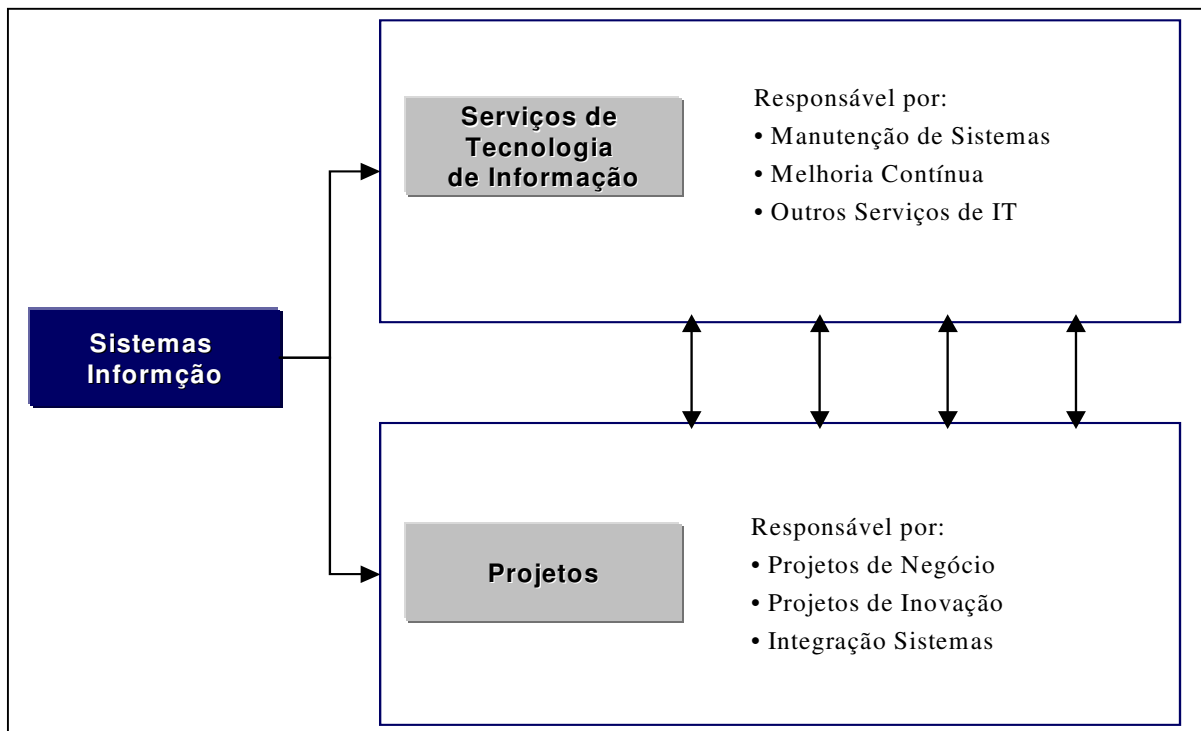 Serviços de
Tecnologia
de Informação
Responsável por:
• Manutenção de Sistemas
• Melhoria Contínua
• Outros Serviços de IT
Sistemas
Informção
Projetos
Responsável por:
• Projetos de Negócio
• Projetos de Inovação
• Integração Sistemas